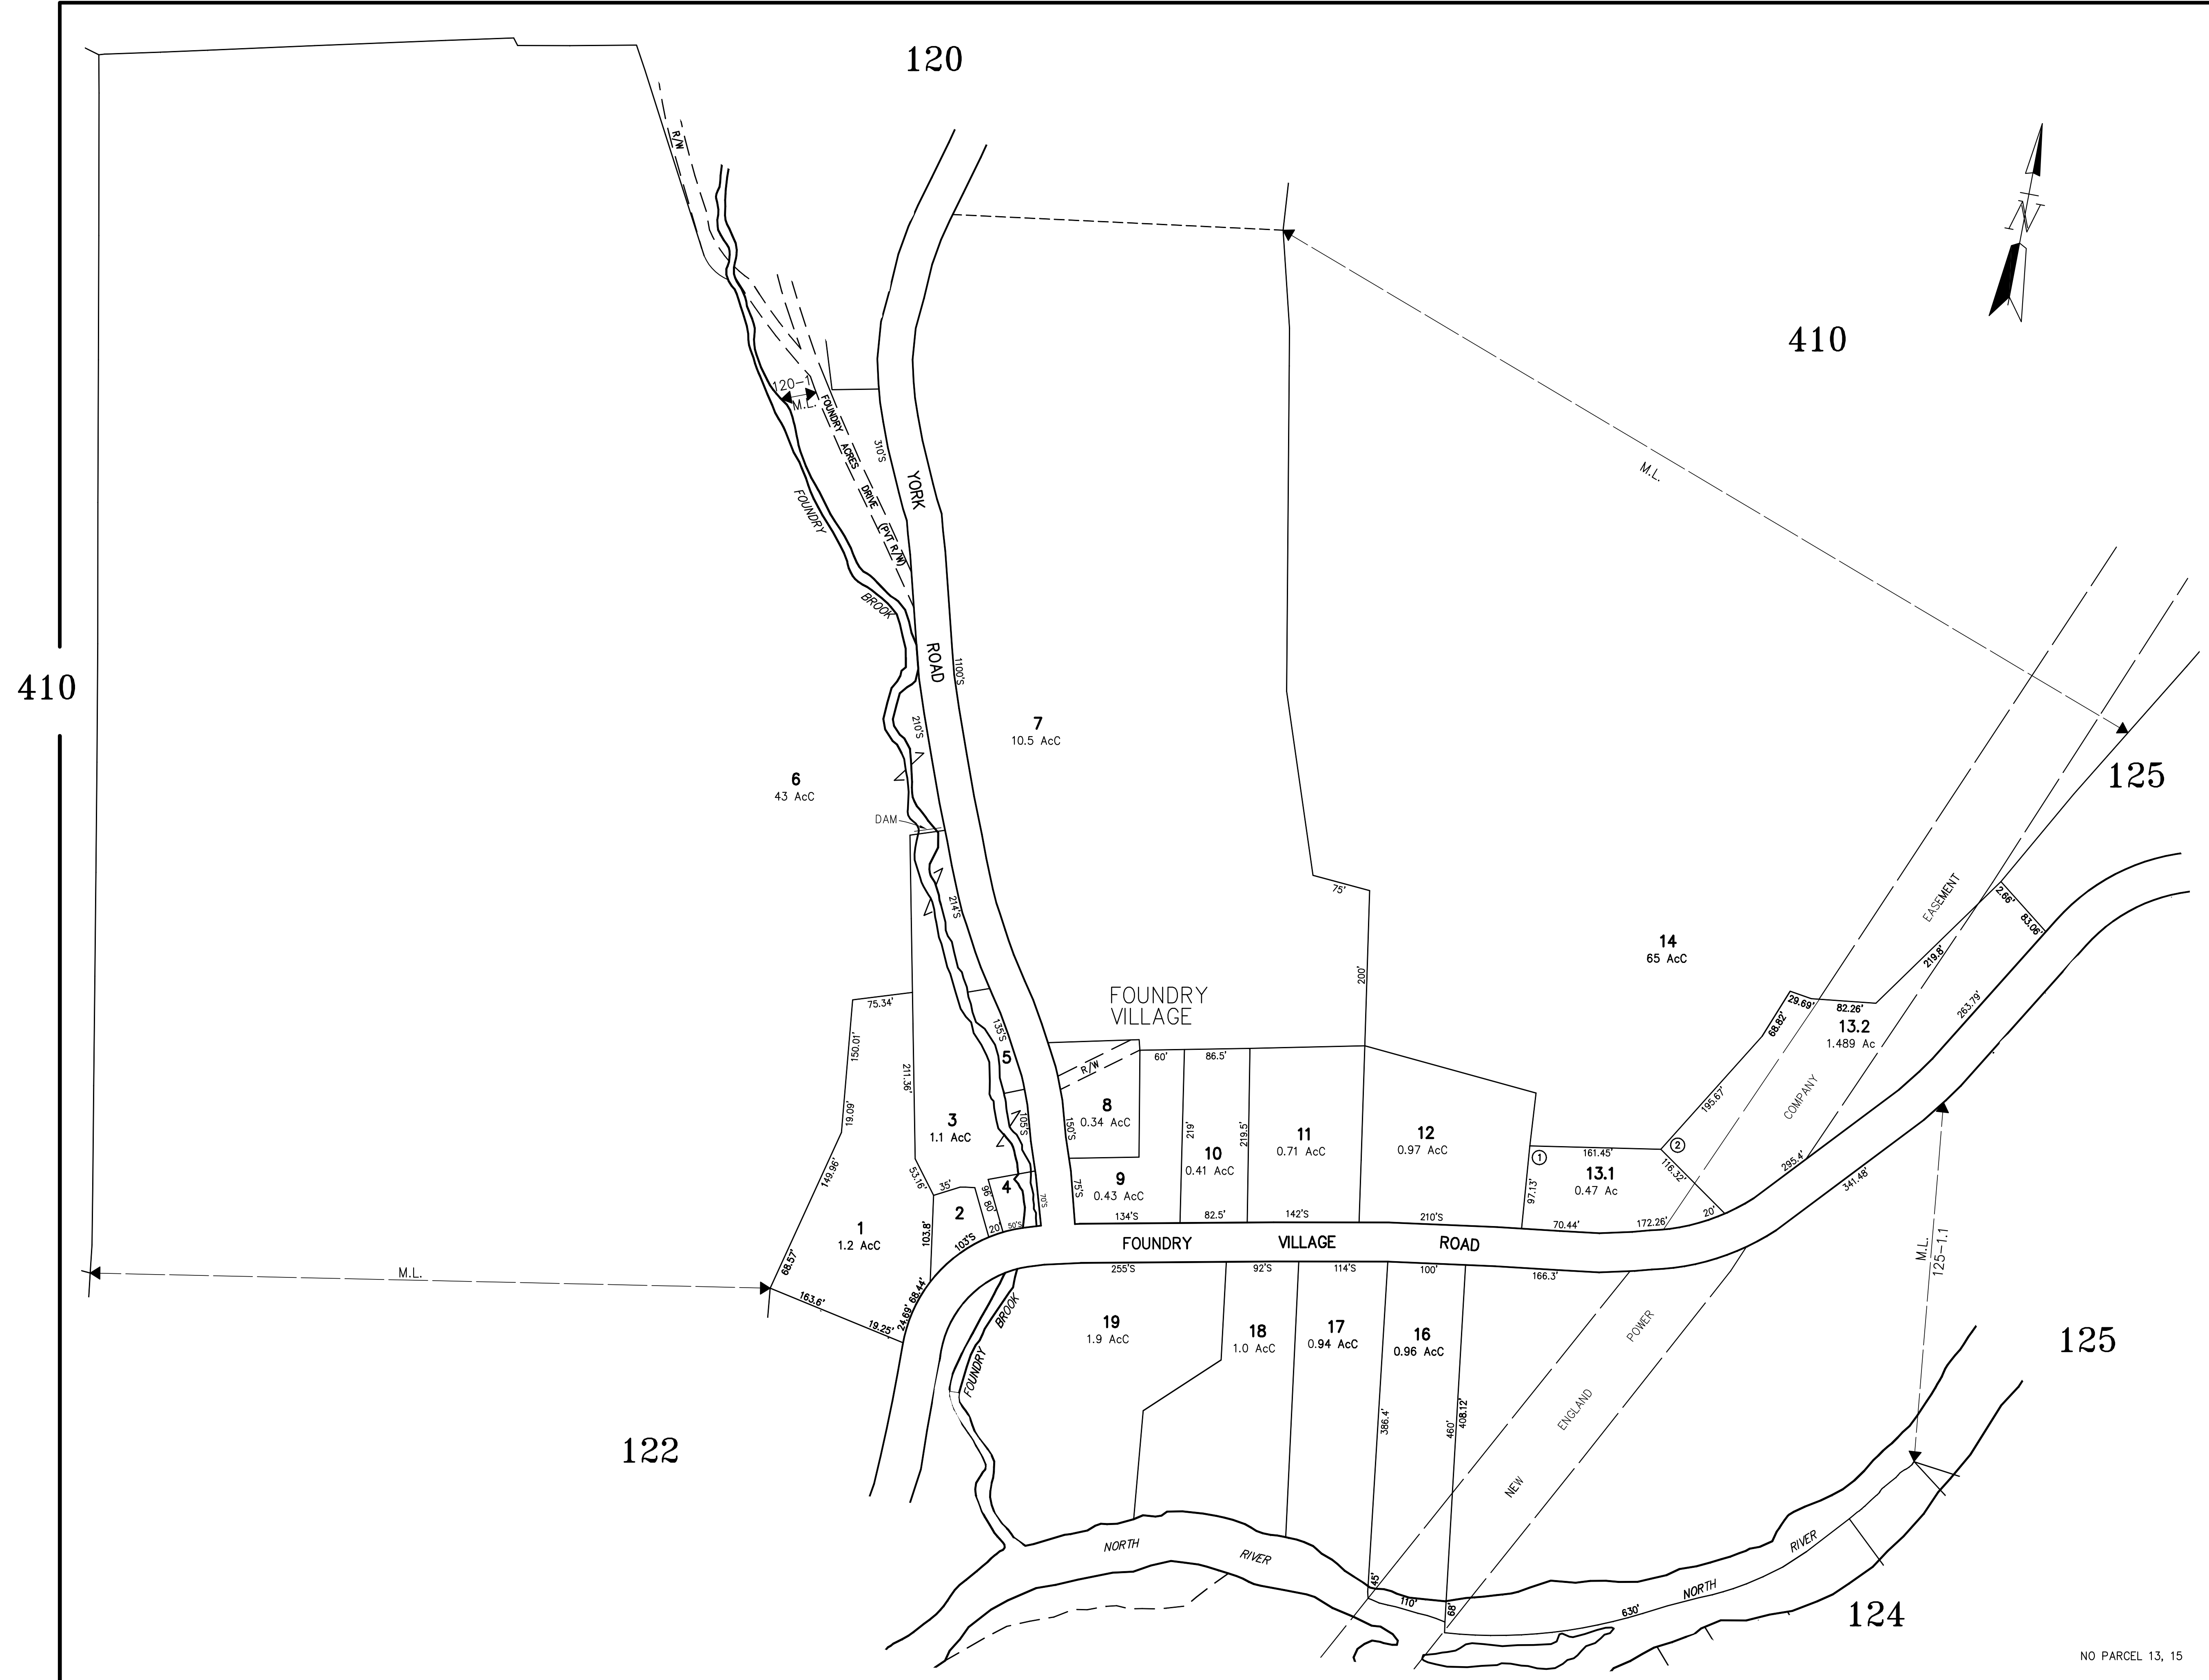 120
410
410
125
125
124
122
R/W
120-1
M.L.
FOUNDRY ACRES DRIVE (PVT R/W)
310'S
YORK ROAD
FOUNDRY BROOK
1100'S
210'S
N
M.L.
7
10.5 AcC
6
43 AcC
DAM
214'S
75'
200'
14
65 AcC
EASEMENT
2.66'
83.06'
219.8'
263.79'
29.69'
82.26'
68.82'
13.2
1.489 Ac
COMPANY
195.67'
295.4'
341.48'
FOUNDRY
VILLAGE
75.34'
150.01'
19.09'
211.36'
149.96'
53.16'
68.57'
135'S
5
105'S
3
1.1 AcC
R/W
8
0.34 AcC
150'S
60'
86.5'
219'
219.5'
10
0.41 AcC
11
0.71 AcC
12
0.97 AcC
1
161.45'
2
13.1
0.47 Ac
116.32'
97.13'
70.44'
172.26'
20'
9
0.43 AcC
75'S
134'S
82.5'
142'S
210'S
4
96'
80'
70'S
50'S
20'
35'
2
103.8'
103'S
1
1.2 AcC
M.L.
163.6'
19.25'
24.69'
68.44'
FOUNDRY VILLAGE ROAD
255'S
92'S
114'S
100'
166.3'
FOUNDRY BROOK
19
1.9 AcC
18
1.0 AcC
17
0.94 AcC
16
0.96 AcC
386.4'
460'
408.12'
NEW ENGLAND POWER
M.L.
125-1.1
NORTH RIVER
45'
110'
68'
630'
NORTH RIVER
NO PARCEL 13, 15